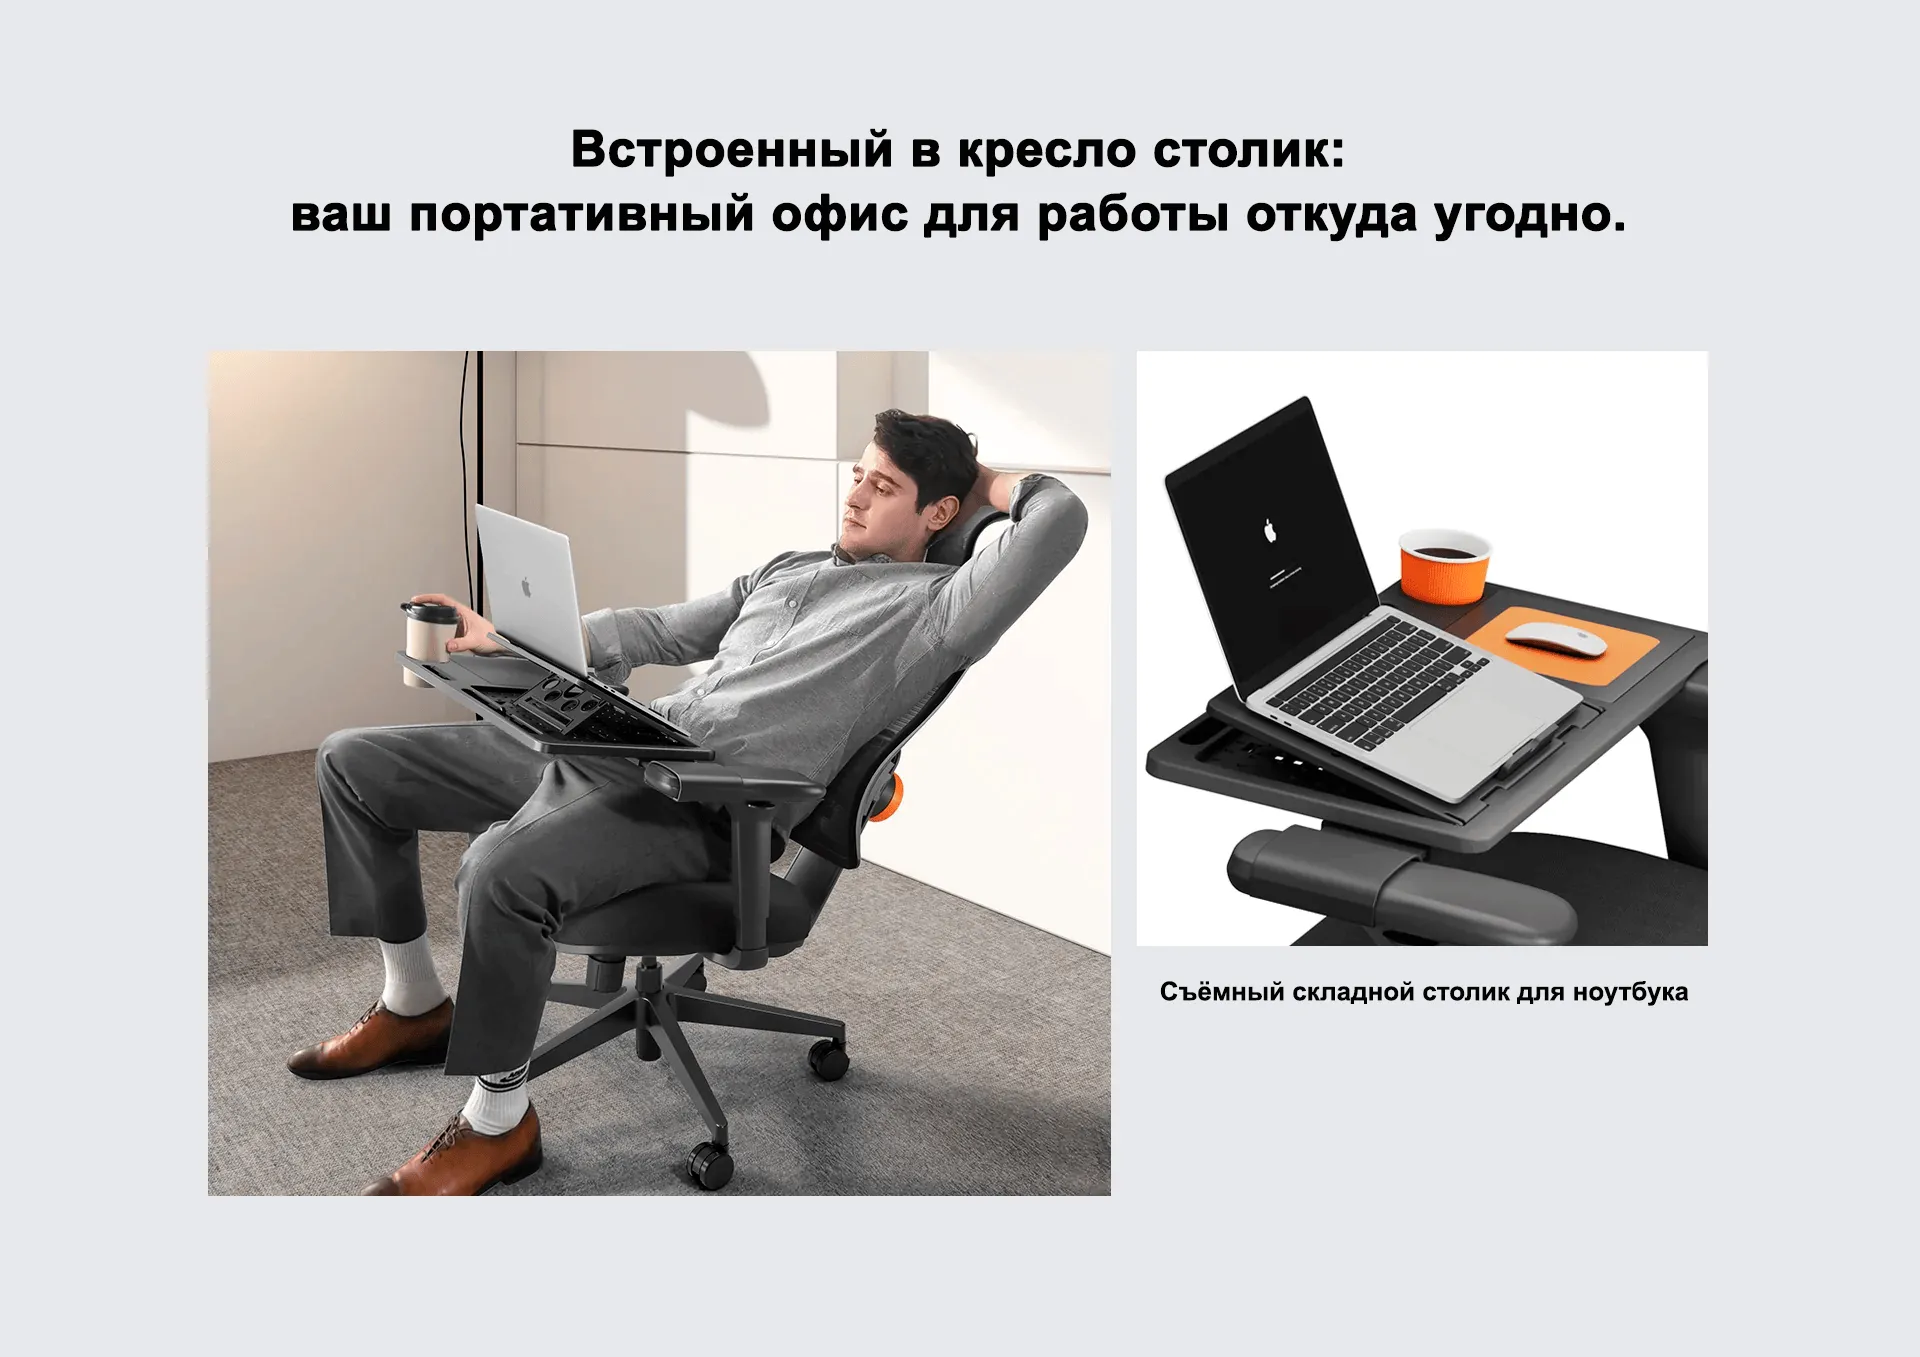 Встроенный в кресло столик:
ваш портативный офис для работы откуда угодно.
Съёмный складной столик для ноутбука